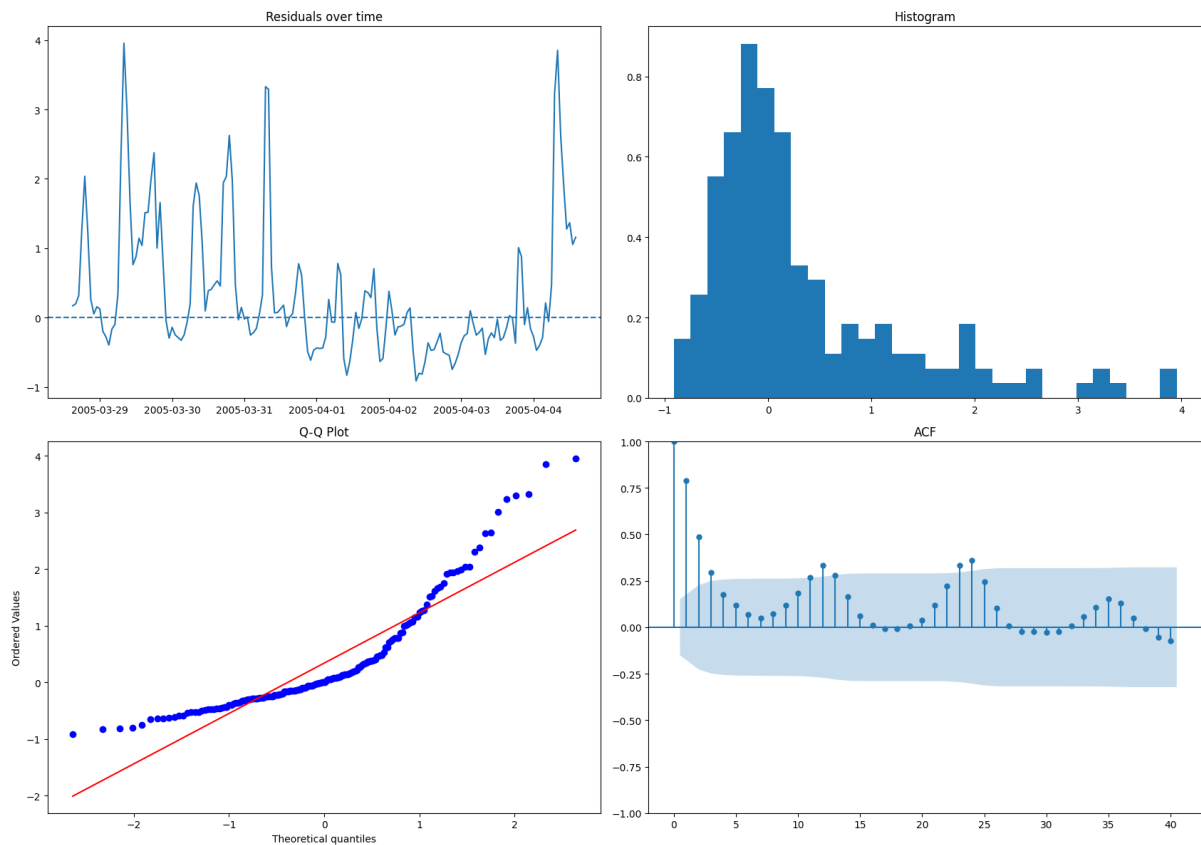 Residuals over time
4
3
2
1
0
−1
2005-03-29 2005-03-30 2005-03-31 2005-04-01 2005-04-02 2005-04-03 2005-04-04
Histogram
0.8
0.6
0.4
0.2
0.0
−1 0 1 2 3 4
Q-Q Plot
Ordered Values
4
3
2
1
0
−1
−2
−2 −1 0 1 2
Theoretical quantiles
ACF
1.00
0.75
0.50
0.25
0.00
−0.25
−0.50
−0.75
−1.00
0 5 10 15 20 25 30 35 40